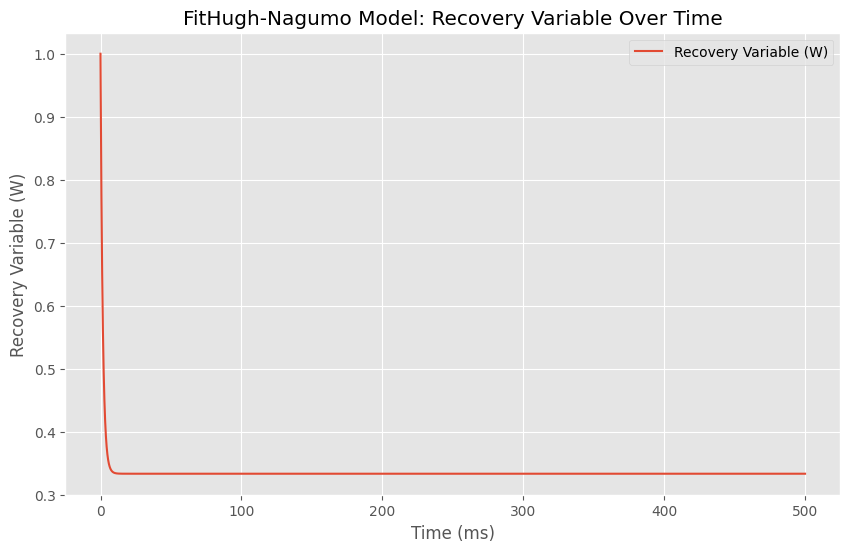 FitHugh-Nagumo Model: Recovery Variable Over Time
Recovery Variable (W)
Recovery Variable (W)
1.0
0.9
0.8
0.7
0.6
0.5
0.4
0.3
0 100 200 300 400 500
Time (ms)